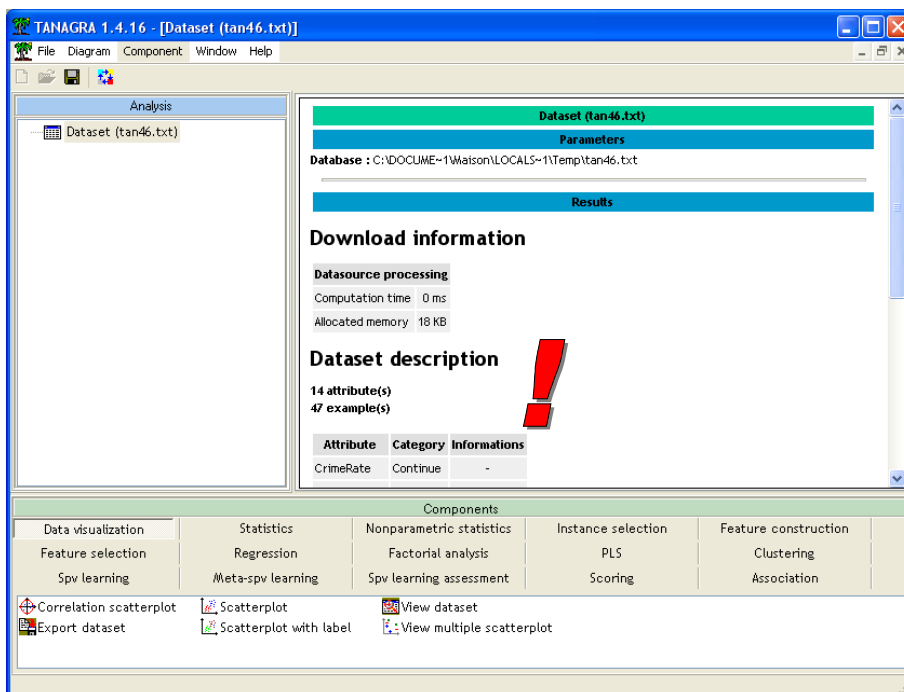 TANAGRA 1.4.16 - [Dataset (tan46.txt)]
File Diagram Component Window Help
Analysis
Dataset (tan46.txt)
Dataset (tan46.txt)
Parameters
Database : C:\DOCUME~1\Maison\LOCALS~1\Temp\tan46.txt
Results
Download information
Datasource processing
Computation time 0 ms
Allocated memory 18 KB
Dataset description
14 attribute(s)
47 example(s)
!
Attribute Category Informations
CrimeRate Continue -
Components
Data visualization Statistics Nonparametric statistics Instance selection Feature construction
Feature selection Regression Factorial analysis PLS Clustering
Spv learning Meta-spv learning Spv learning assessment Scoring Association
Correlation scatterplot Scatterplot View dataset
Export dataset Scatterplot with label View multiple scatterplot